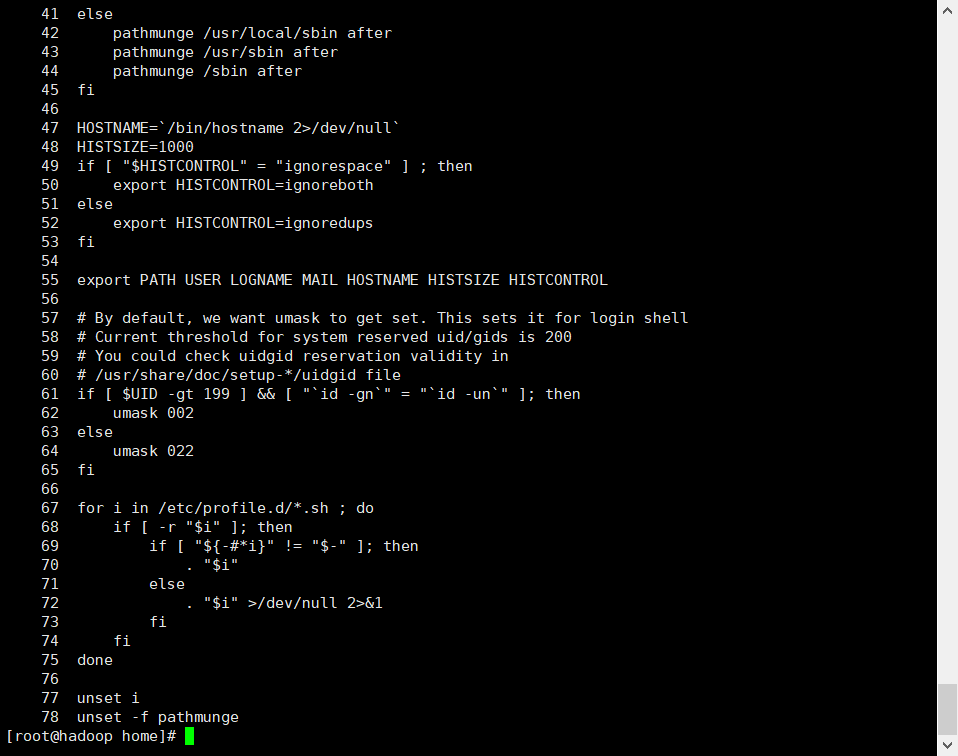 41  else
42      pathmunge /usr/local/sbin after
43      pathmunge /usr/sbin after
44      pathmunge /sbin after
45  fi
46
47  HOSTNAME=`/bin/hostname 2>/dev/null`
48  HISTSIZE=1000
49  if [ "$HISTCONTROL" = "ignorespace" ] ; then
50      export HISTCONTROL=ignoreboth
51  else
52      export HISTCONTROL=ignoredups
53  fi
54
55  export PATH USER LOGNAME MAIL HOSTNAME HISTSIZE HISTCONTROL
56
57  # By default, we want umask to get set. This sets it for login shell
58  # Current threshold for system reserved uid/gids is 200
59  # You could check uidgid reservation validity in
60  # /usr/share/doc/setup-*/uidgid file
61  if [ $UID -gt 199 ] && [ "`id -gn`" = "`id -un`" ]; then
62      umask 002
63  else
64      umask 022
65  fi
66
67  for i in /etc/profile.d/*.sh ; do
68      if [ -r "$i" ]; then
69          if [ "${-#*i}" != "$-" ]; then
70              . "$i"
71          else
72              . "$i" >/dev/null 2>&1
73          fi
74      fi
75  done
76
77  unset i
78  unset -f pathmunge
[root@hadoop home]#